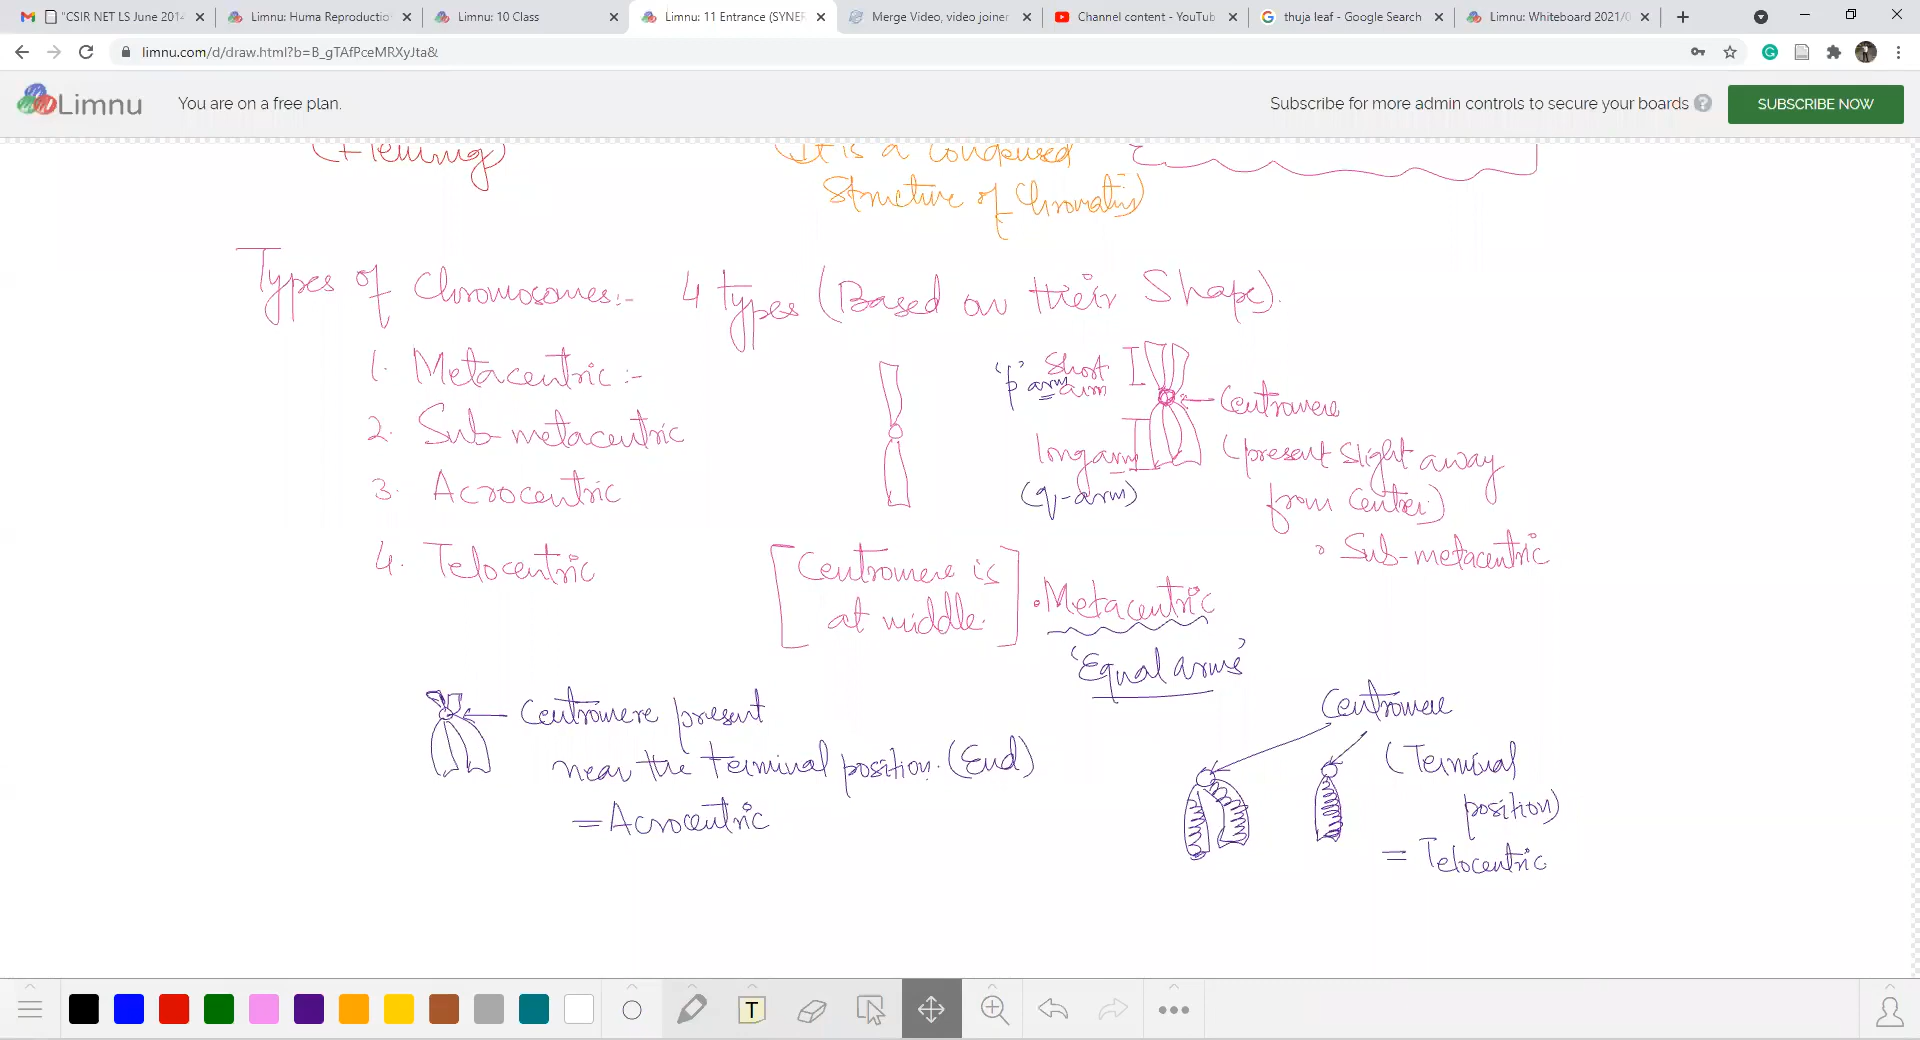 "CSIR NET LS June 2014
Limnu: Huma Reproductio
Limnu: 10 Class
Limnu: 11 Entrance (SYNER
Merge Video, video joiner
Channel content - YouTub
thuja leaf - Google Search
Limnu: Whiteboard 2021/0
limnu.com/d/draw.html?b=B_gTAfPceMRXyJta&
Limnu
You are on a free plan.
Subscribe for more admin controls to secure your boards ?
SUBSCRIBE NOW
(Flemming)
(It is a Condensed
Structure of Chromatin)
Types of Chromosomes:- 4 types (Based on their Shape).
1. Metacentric :-
2. Sub-metacentric
3. Acrocentric
4. Telocentric
'p' arm
Short
arm
long arm
(q-arm)
Centromere
(present slight away
from Center)
• Sub-metacentric
[Centromere is
at middle.]
• Metacentric
'Equal arms'
Centromere present
near the terminal position. (End)
= Acrocentric
Centromere
(Terminal
position)
= Telocentric
T